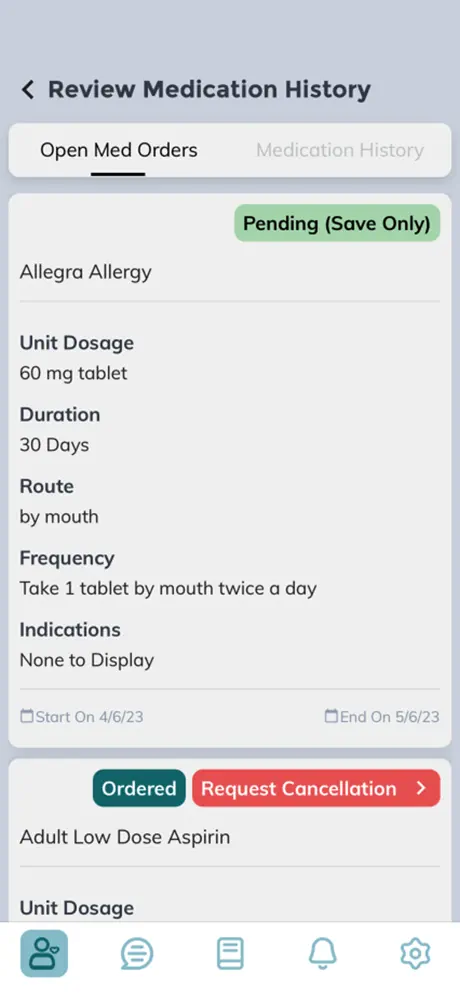 Review Medication History
Open Med Orders Medication History
Pending (Save Only)
Allegra Allergy
Unit Dosage
60 mg tablet
Duration
30 Days
Route
by mouth
Frequency
Take 1 tablet by mouth twice a day
Indications
None to Display
Start On 4/6/23 End On 5/6/23
Ordered Request Cancellation
Adult Low Dose Aspirin
Unit Dosage